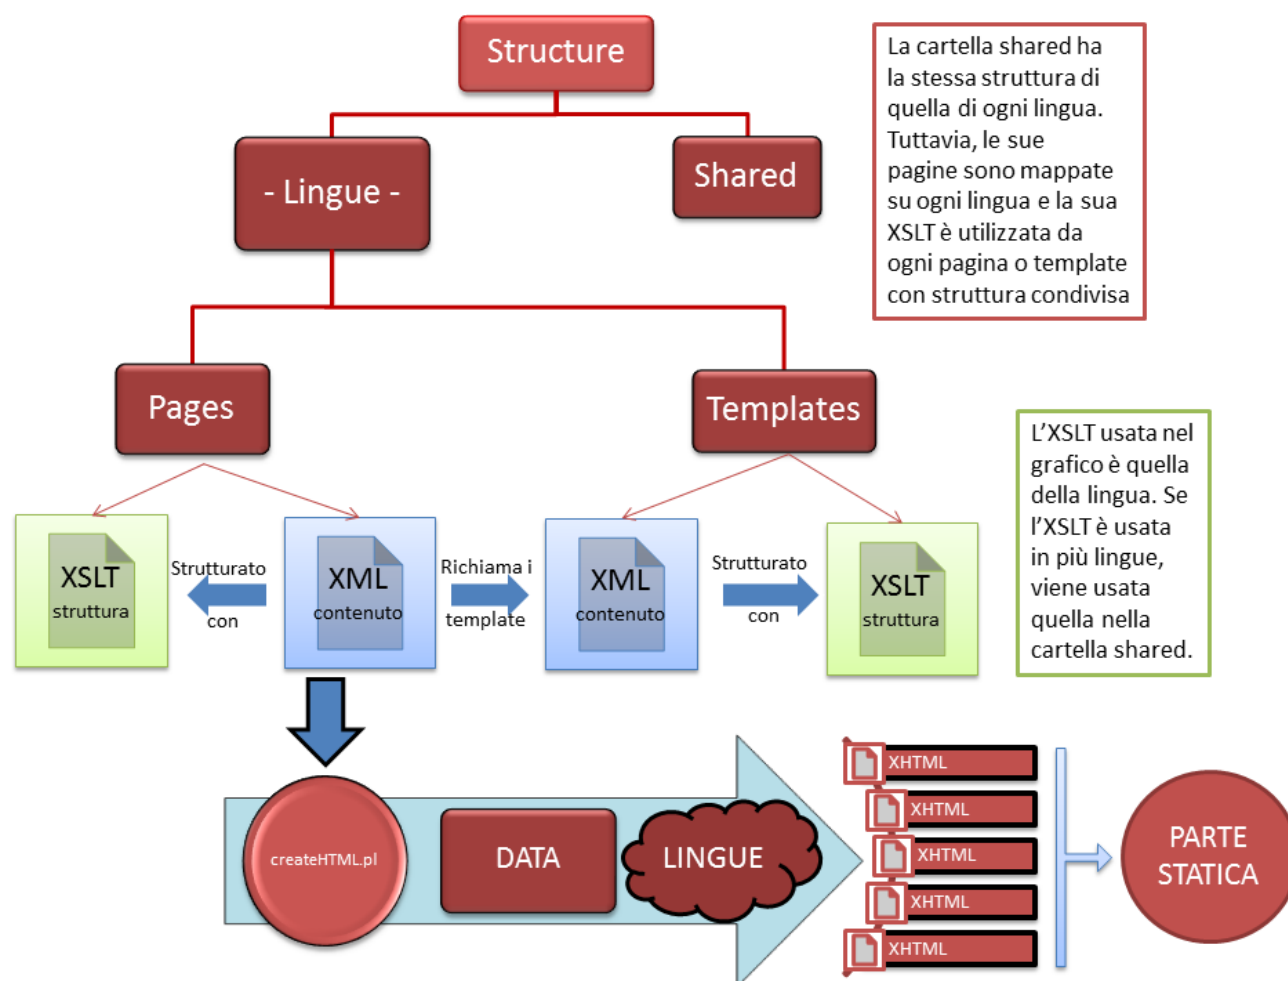 Structure
La cartella shared ha
la stessa struttura di
quella di ogni lingua.
Tuttavia, le sue
pagine sono mappate
su ogni lingua e la sua
XSLT è utilizzata da
ogni pagina o template
con struttura condivisa
- Lingue -
Shared
Pages
Templates
L’XSLT usata nel
grafico è quella
della lingua. Se
l’XSLT è usata
in più lingue,
viene usata
quella nella
cartella shared.
XSLT
struttura
Strutturato
con
XML
contenuto
Richiama i
template
XML
contenuto
Strutturato
con
XSLT
struttura
createHTML.pl
DATA
LINGUE
XHTML
XHTML
XHTML
XHTML
XHTML
PARTE
STATICA